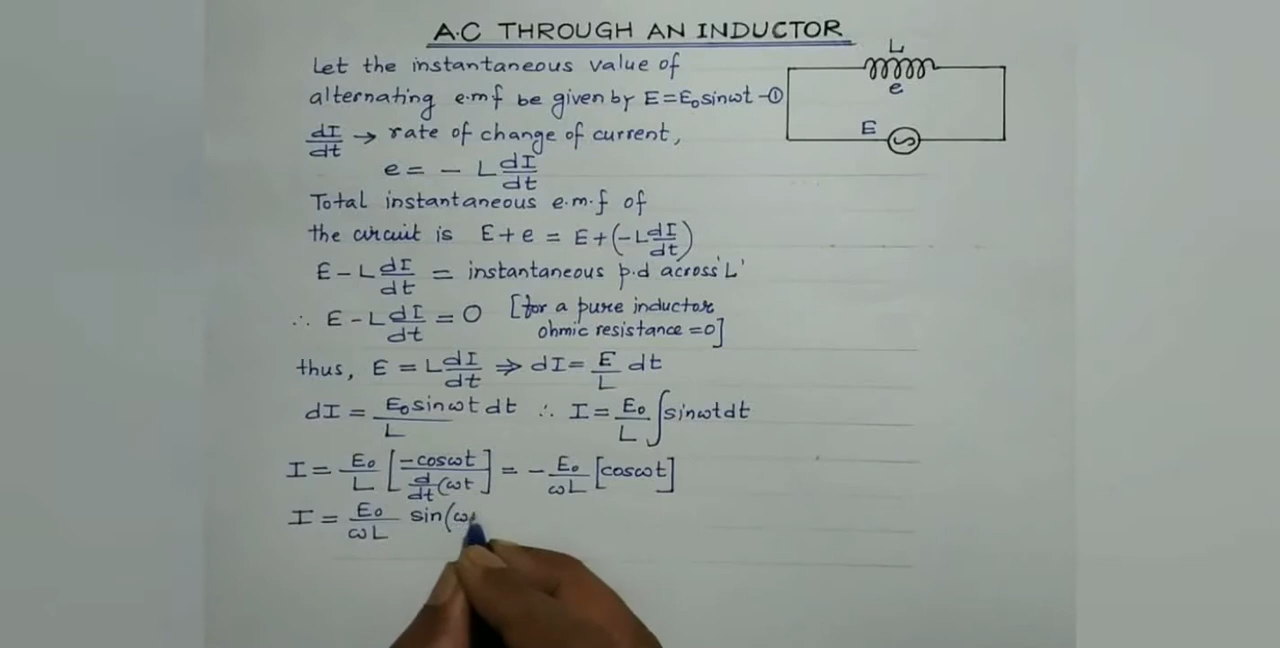 A.C THROUGH AN INDUCTOR
Let the instantaneous value of
alternating e.m.f be given by E=E₀sinωt -①
dI/dt → rate of change of current,
e = - L dI/dt
Total instantaneous e.m.f of
the circuit is E+e = E+(-L dI/dt)
E-L dI/dt = instantaneous p.d across 'L'
∴ E-L dI/dt = 0 [for a pure inductor
ohmic resistance =0]
thus, E = L dI/dt ⇒ dI = E/L dt
dI = E₀sinωt dt/L ∴ I = E₀/L ∫sinωtdt
I = E₀/L [-cosωt / d/dt(ωt] = - E₀/ωL [cosωt]
I = E₀/ωL sin(ω
L
e
E